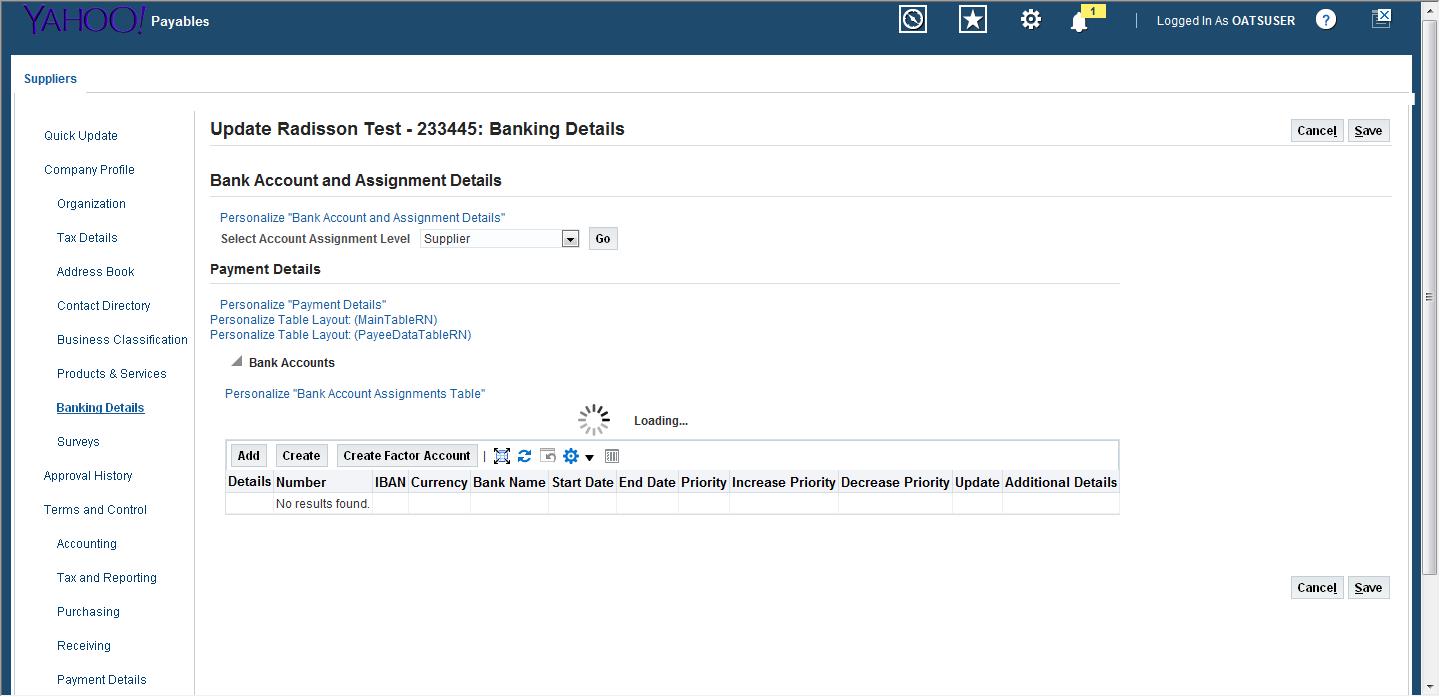 YAHOO! Payables
1
Logged In As OATSUSER
?
Suppliers
Quick Update
Company Profile
Organization
Tax Details
Address Book
Contact Directory
Business Classification
Products & Services
Banking Details
Surveys
Approval History
Terms and Control
Accounting
Tax and Reporting
Purchasing
Receiving
Payment Details
Update Radisson Test - 233445: Banking Details
Cancel Save
Bank Account and Assignment Details
Personalize "Bank Account and Assignment Details"
Select Account Assignment Level Supplier Go
Payment Details
Personalize "Payment Details"
Personalize Table Layout: (MainTableRN)
Personalize Table Layout: (PayeeDataTableRN)
Bank Accounts
Personalize "Bank Account Assignments Table"
Loading...
Add Create Create Factor Account |
Details Number IBAN Currency Bank Name Start Date End Date Priority Increase Priority Decrease Priority Update Additional Details
No results found.
Cancel Save